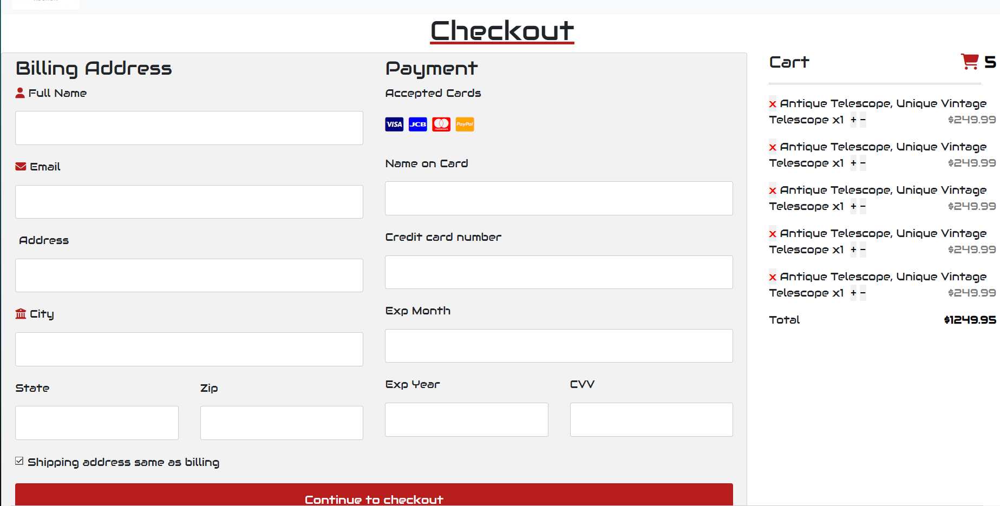 Checkout
Billing Address
Full Name
Email
Address
City
State
Zip
Shipping address same as billing
Payment
Accepted Cards
VISA
JCB
mastercard
PayPal
Name on Card
Credit card number
Exp Month
Exp Year
CVV
Continue to checkout
Cart
5
x Antique Telescope, Unique Vintage
Telescope x1 + - $249.99
x Antique Telescope, Unique Vintage
Telescope x1 + - $249.99
x Antique Telescope, Unique Vintage
Telescope x1 + - $249.99
x Antique Telescope, Unique Vintage
Telescope x1 + - $249.99
x Antique Telescope, Unique Vintage
Telescope x1 + - $249.99
Total $1249.95